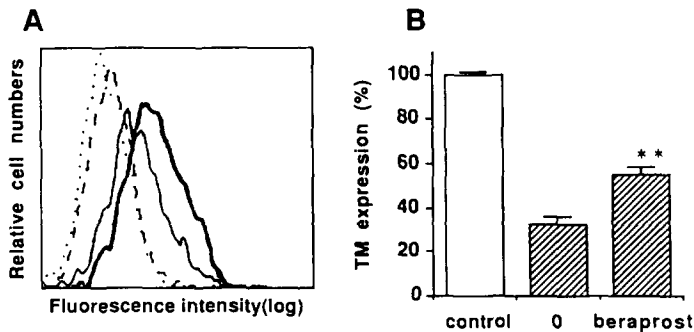 A
Relative cell numbers
Fluorescence intensity(log)
B
TM expression (%)
100
80
60
40
20
0
* *
control 0 beraprost